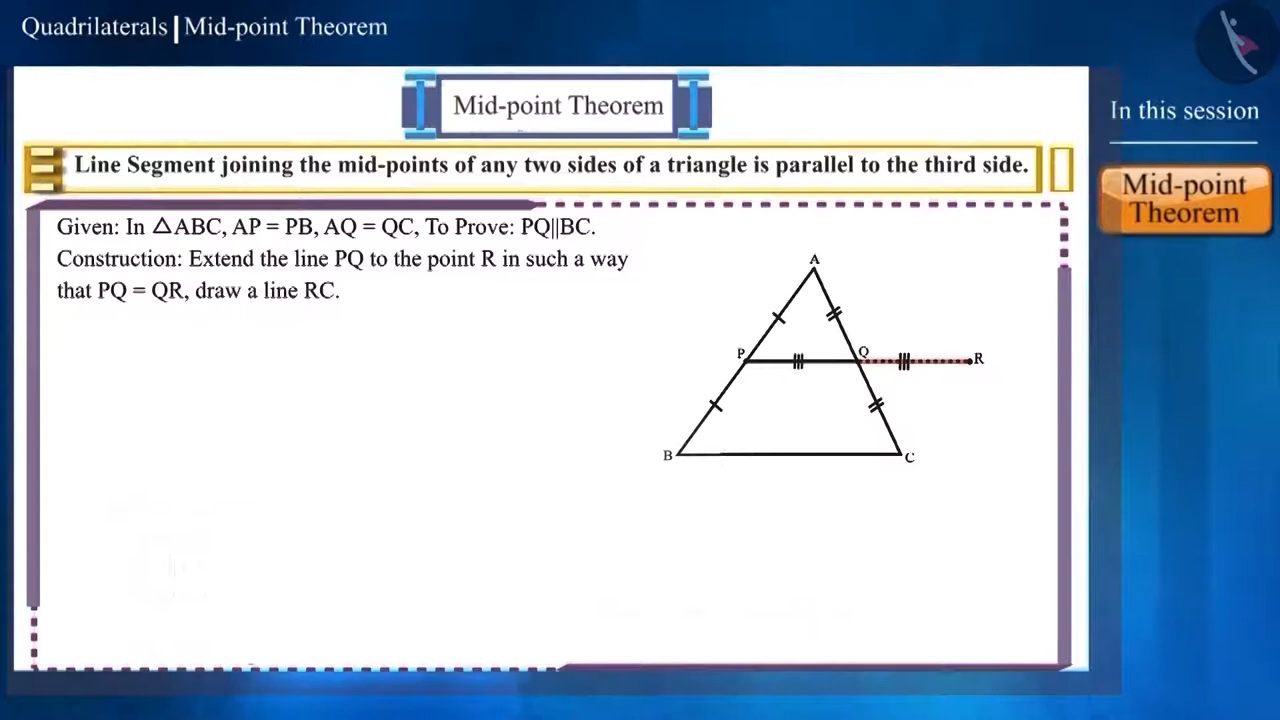 Quadrilaterals | Mid-point Theorem
Mid-point Theorem
In this session
Line Segment joining the mid-points of any two sides of a triangle is parallel to the third side.
Mid-point
Theorem
Given: In △ABC, AP = PB, AQ = QC, To Prove: PQ||BC.
Construction: Extend the line PQ to the point R in such a way
that PQ = QR, draw a line RC.
A
P
Q
R
B
C